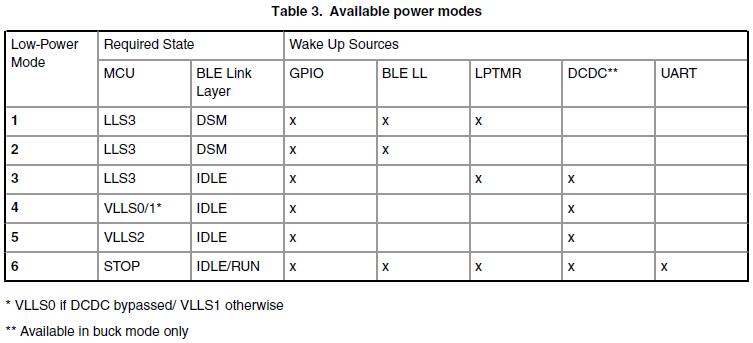 Table 3. Available power modes
Low-Power Mode Required State Wake Up Sources
MCU BLE Link Layer GPIO BLE LL LPTMR DCDC** UART
1 LLS3 DSM x x x
2 LLS3 DSM x x
3 LLS3 IDLE x x x
4 VLLS0/1* IDLE x x
5 VLLS2 IDLE x x
6 STOP IDLE/RUN x x x x x
* VLLS0 if DCDC bypassed/ VLLS1 otherwise
** Available in buck mode only